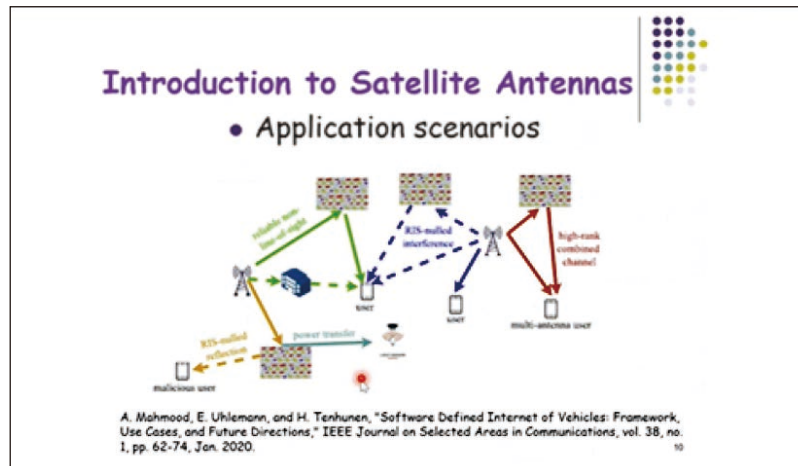 Introduction to Satellite Antennas
Application scenarios
reliable non-
line-of-sight
RIS-nulled
interference
high-rank
combined
channel
user
user
multi-antenna user
RIS-nulled
reflection
power transfer
malicious user
A. Mahmood, E. Uhlemann, and H. Tenhunen, "Software Defined Internet of Vehicles: Framework,
Use Cases, and Future Directions," IEEE Journal on Selected Areas in Communications, vol. 38, no.
1, pp. 62-74, Jan. 2020.
10